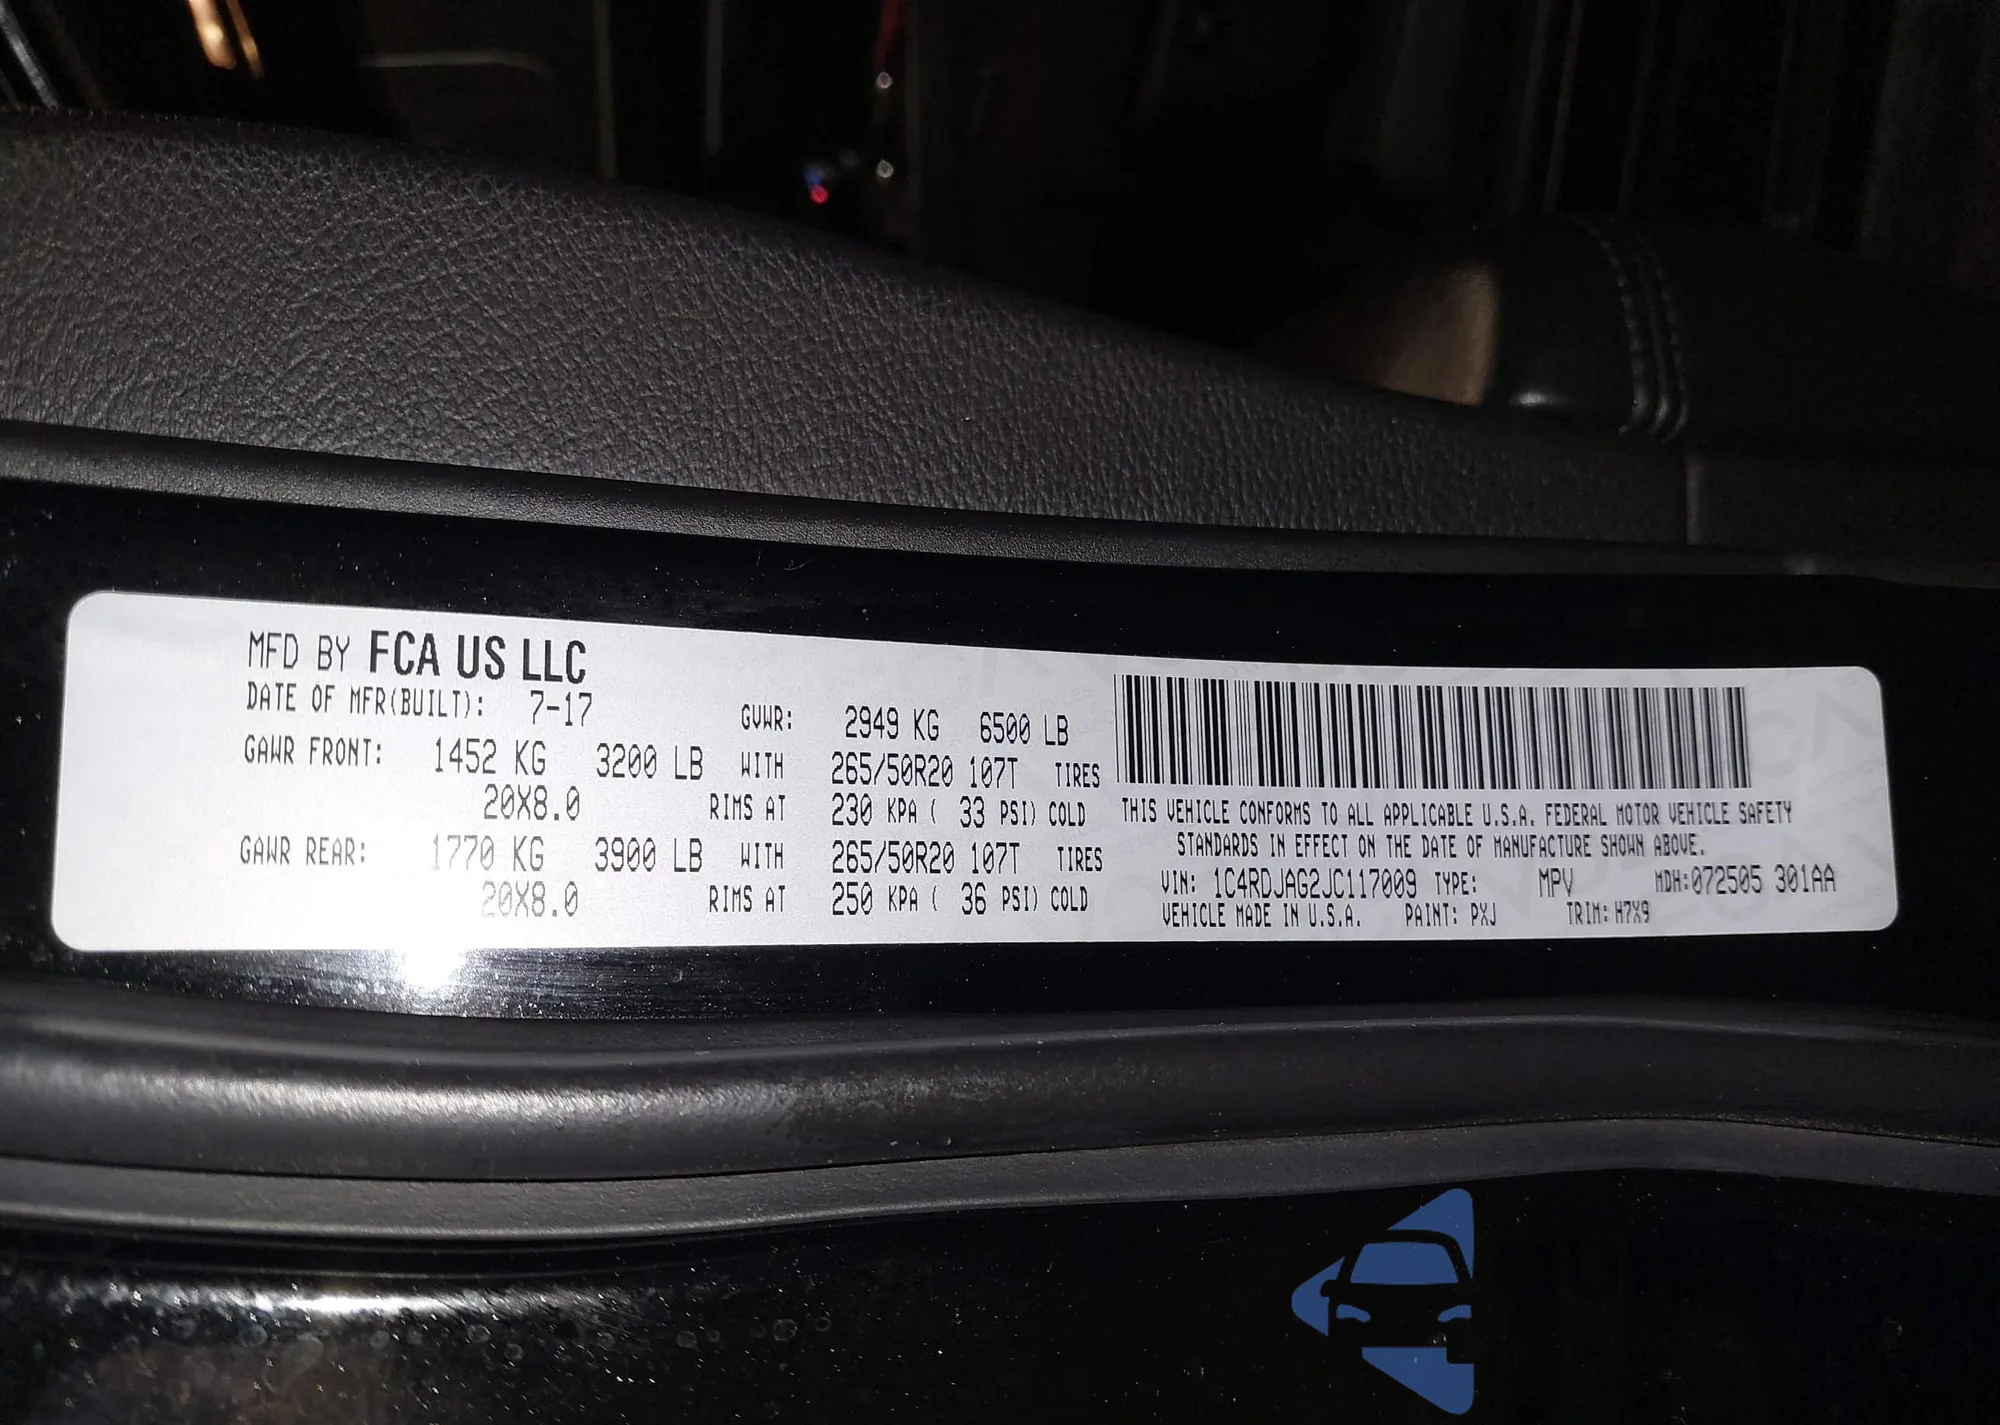 MFD BY FCA US LLC
DATE OF MFR(BUILT): 7-17 GVWR: 2949 KG 6500 LB
GAWR FRONT: 1452 KG 3200 LB WITH 265/50R20 107T TIRES
20X8.0 RIMS AT 230 KPA ( 33 PSI) COLD
GAWR REAR: 1770 KG 3900 LB WITH 265/50R20 107T TIRES
20X8.0 RIMS AT 250 KPA ( 36 PSI) COLD
THIS VEHICLE CONFORMS TO ALL APPLICABLE U.S.A. FEDERAL MOTOR VEHICLE SAFETY
STANDARDS IN EFFECT ON THE DATE OF MANUFACTURE SHOWN ABOVE.
VIN: 1C4RDJAG2JC117009 TYPE: MPV MDH:072505 301AA
VEHICLE MADE IN U.S.A. PAINT: PXJ TRIM: H7X9